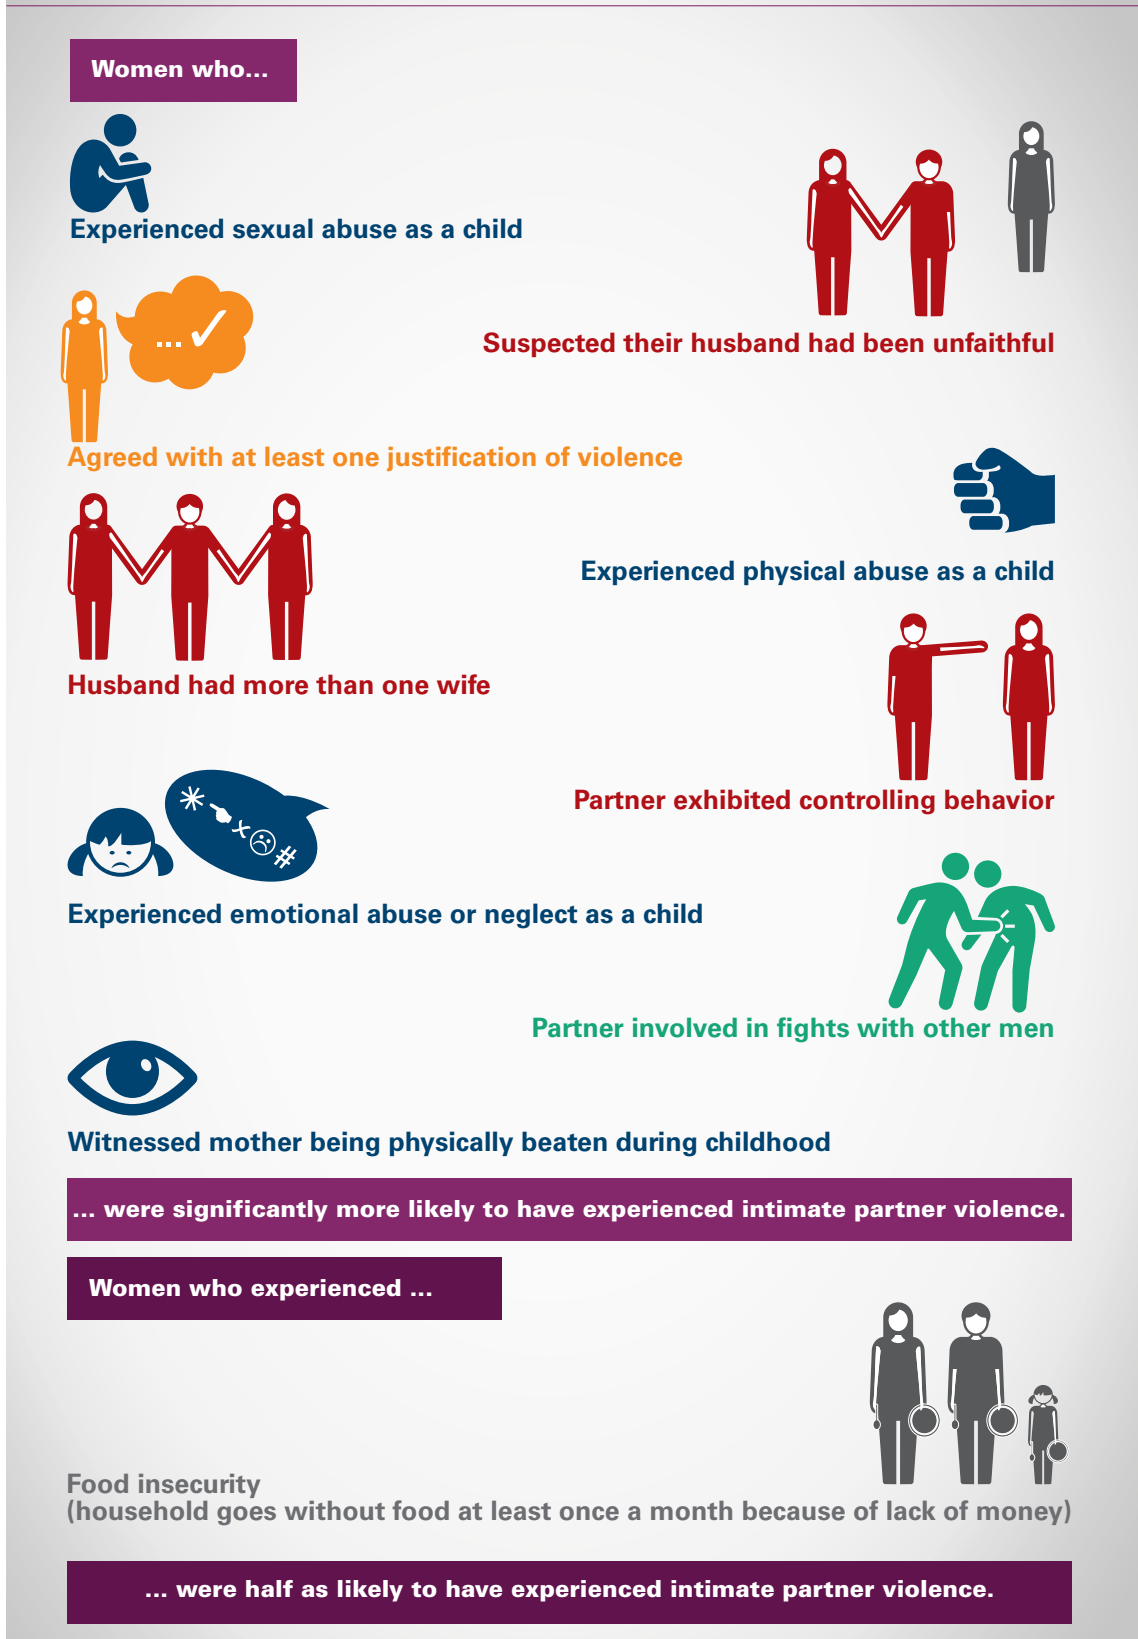 Women who...
Experienced sexual abuse as a child
Suspected their husband had been unfaithful
...✓
Agreed with at least one justification of violence
Experienced physical abuse as a child
Husband had more than one wife
Partner exhibited controlling behavior
Experienced emotional abuse or neglect as a child
Partner involved in fights with other men
Witnessed mother being physically beaten during childhood
... were significantly more likely to have experienced intimate partner violence.
Women who experienced ...
Food insecurity
(household goes without food at least once a month because of lack of money)
... were half as likely to have experienced intimate partner violence.